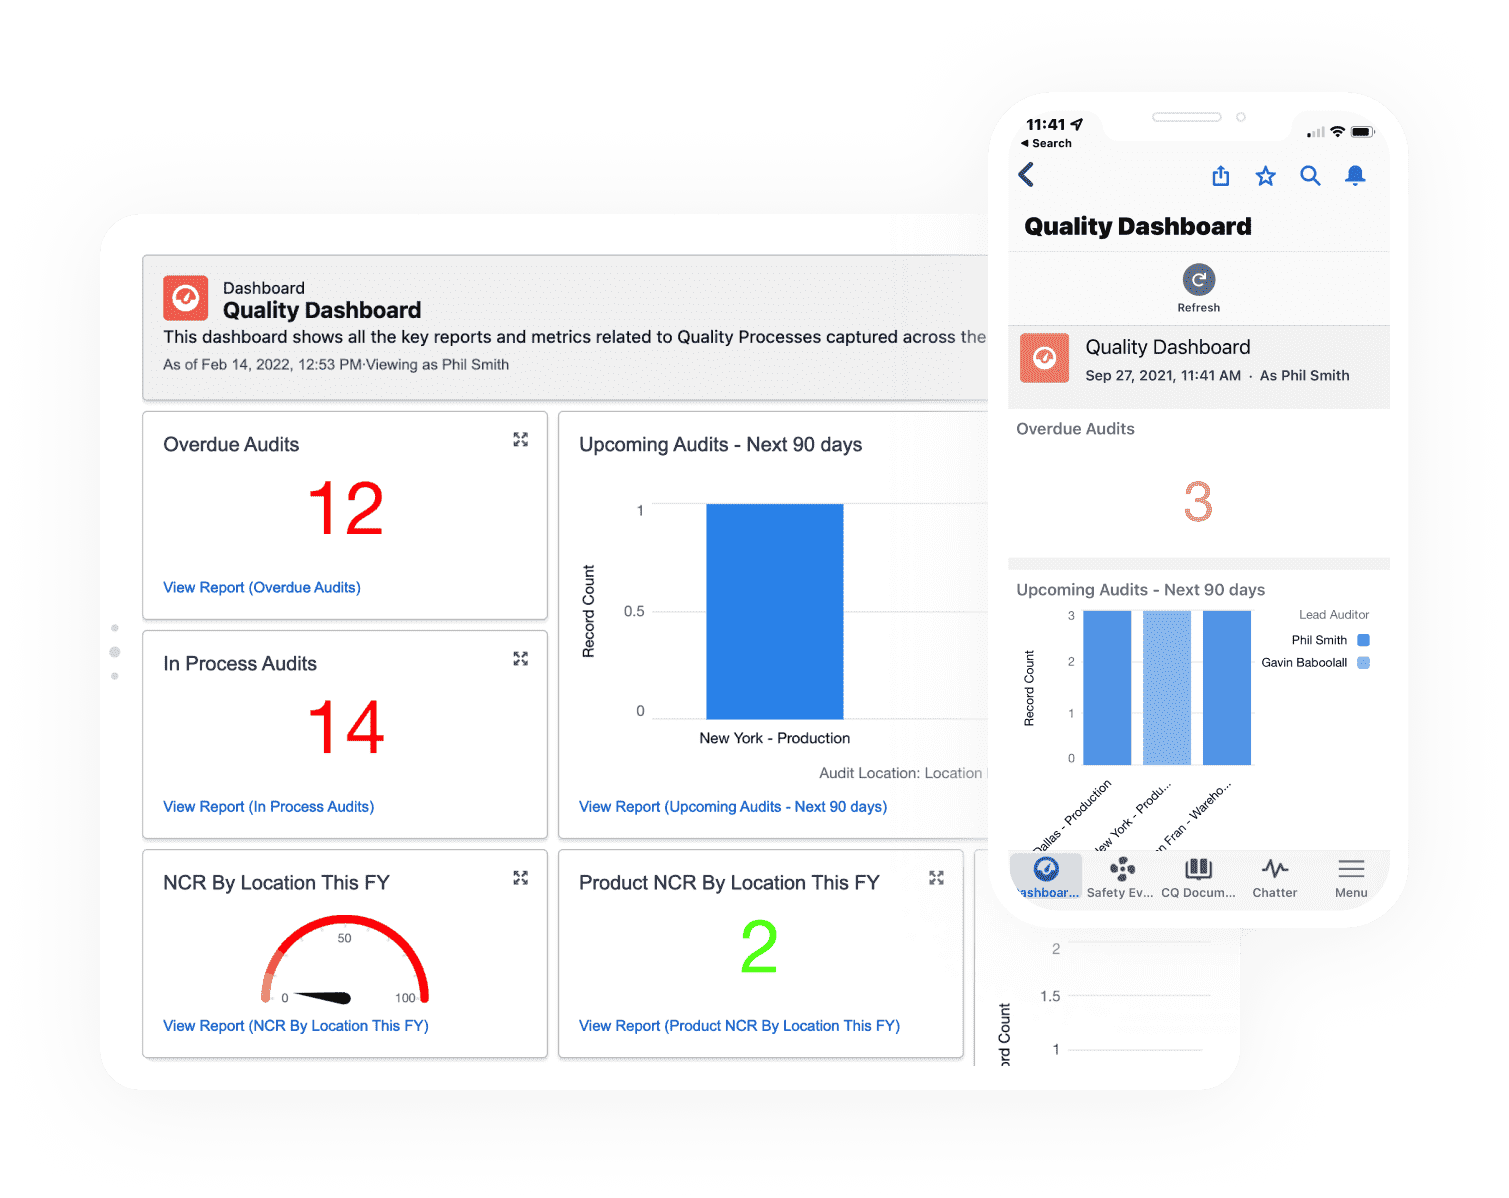 Dashboard
Quality Dashboard
This dashboard shows all the key reports and metrics related to Quality Processes captured across the
As of Feb 14, 2022, 12:53 PM·Viewing as Phil Smith
Overdue Audits
12
View Report (Overdue Audits)
In Process Audits
14
View Report (In Process Audits)
Upcoming Audits - Next 90 days
Record Count
1
0.5
0
New York - Production
Audit Location: Location
View Report (Upcoming Audits - Next 90 days)
NCR By Location This FY
50
0
100
View Report (NCR By Location This FY)
Product NCR By Location This FY
2
View Report (Product NCR By Location This FY)
ord Count
2
1.5
1
11:41
Search
Quality Dashboard
Refresh
Quality Dashboard
Sep 27, 2021, 11:41 AM · As Phil Smith
Overdue Audits
3
Upcoming Audits - Next 90 days
Record Count
3
2
1
0
Lead Auditor
Phil Smith
Gavin Baboolall
Dallas - Production
ew York - Produ...
n Fran - Wareho...
ashboar...
Safety Ev...
CQ Docum...
Chatter
Menu